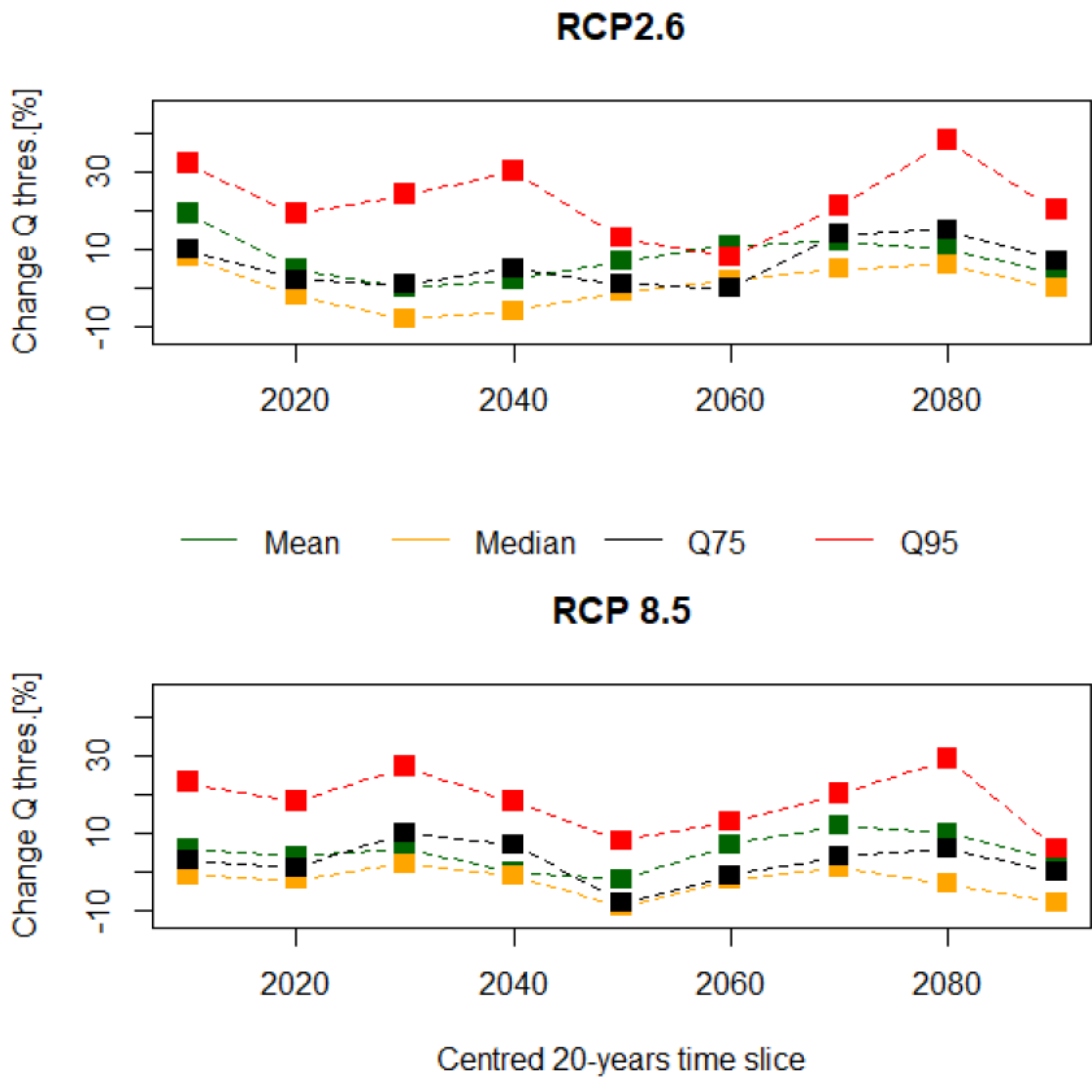 RCP2.6
Change Q thres.[%]
30
10
-10
2020 2040 2060 2080
Mean Median Q75 Q95
RCP 8.5
Change Q thres.[%]
30
10
-10
2020 2040 2060 2080
Centred 20-years time slice